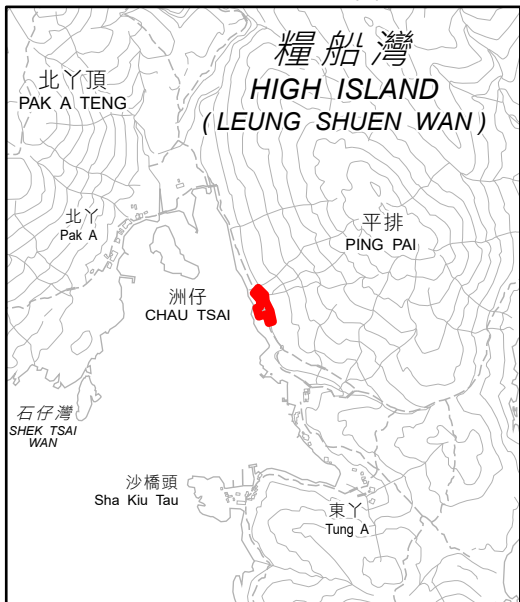 糧船灣
HIGH ISLAND
(LEUNG SHUEN WAN)
北丫頂
PAK A TENG
北丫
Pak A
平排
PING PAI
洲仔
CHAU TSAI
石仔灣
SHEK TSAI
WAN
沙橋頭
Sha Kiu Tau
東丫
Tung A